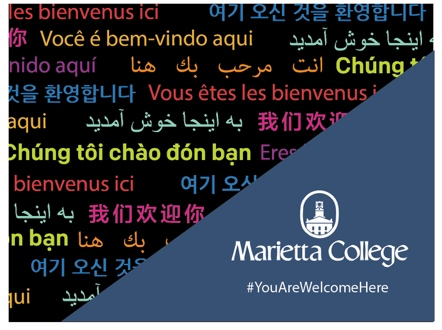 les bienvenus ici 여기 오신 것을 환영합니다
你 Você é bem-vindo aqui به اینجا خوش آمدید
nido aquí انت مرحب بك هنا Chúng t
것을 환영합니다 Vous êtes les bienvenus
aqui به اینجا خوش آمدید 我们欢迎
Chúng tôi chào đón bạn Eres
bienvenus ici 여기 오신
به اینجا 我们欢迎你
n bạn بك هنا
여기 오신 것을
qui آمدید
Marietta College
#YouAreWelcomeHere